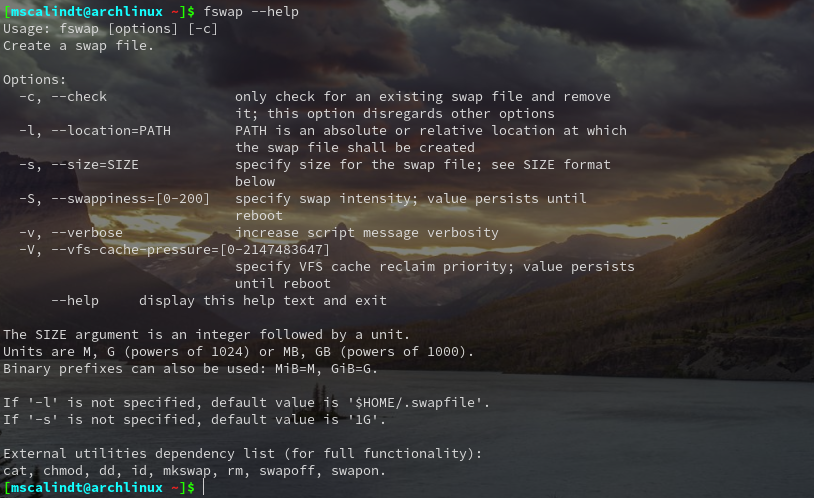 [mscalindt@archlinux ~]$ fswap --help
Usage: fswap [options] [-c]
Create a swap file.

Options:
  -c, --check                only check for an existing swap file and remove
                             it; this option disregards other options
  -l, --location=PATH        PATH is an absolute or relative location at which
                             the swap file shall be created
  -s, --size=SIZE            specify size for the swap file; see SIZE format
                             below
  -S, --swappiness=[0-200]   specify swap intensity; value persists until
                             reboot
  -v, --verbose              increase script message verbosity
  -V, --vfs-cache-pressure=[0-2147483647]
                             specify VFS cache reclaim priority; value persists
                             until reboot
      --help     display this help text and exit

The SIZE argument is an integer followed by a unit.
Units are M, G (powers of 1024) or MB, GB (powers of 1000).
Binary prefixes can also be used: MiB=M, GiB=G.

If '-l' is not specified, default value is '$HOME/.swapfile'.
If '-s' is not specified, default value is '1G'.

External utilities dependency list (for full functionality):
cat, chmod, dd, id, mkswap, rm, swapoff, swapon.
[mscalindt@archlinux ~]$